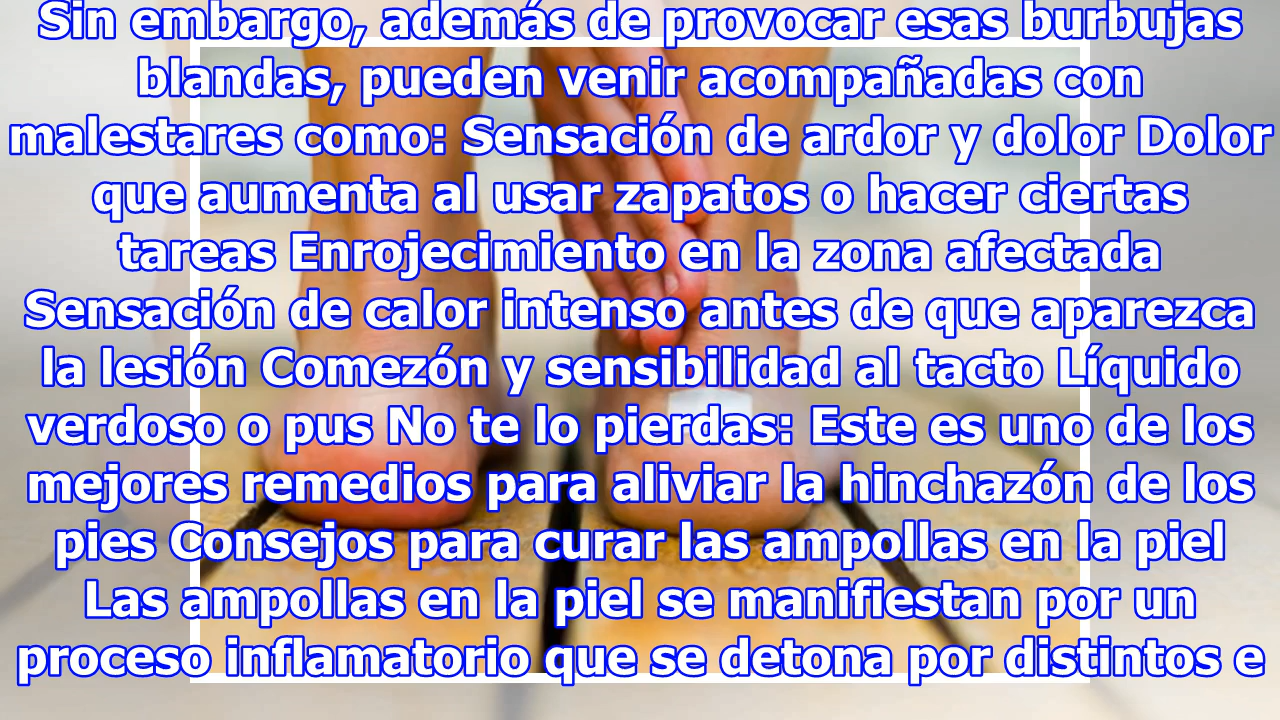 Sin embargo, además de provocar esas burbujas
blandas, pueden venir acompañadas con
malestares como: Sensación de ardor y dolor Dolor
que aumenta al usar zapatos o hacer ciertas
tareas Enrojecimiento en la zona afectada
Sensación de calor intenso antes de que aparezca
la lesión Comezón y sensibilidad al tacto Líquido
verdoso o pus No te lo pierdas: Este es uno de los
mejores remedios para aliviar la hinchazón de los
pies Consejos para curar las ampollas en la piel
Las ampollas en la piel se manifiestan por un
proceso inflamatorio que se detona por distintos e